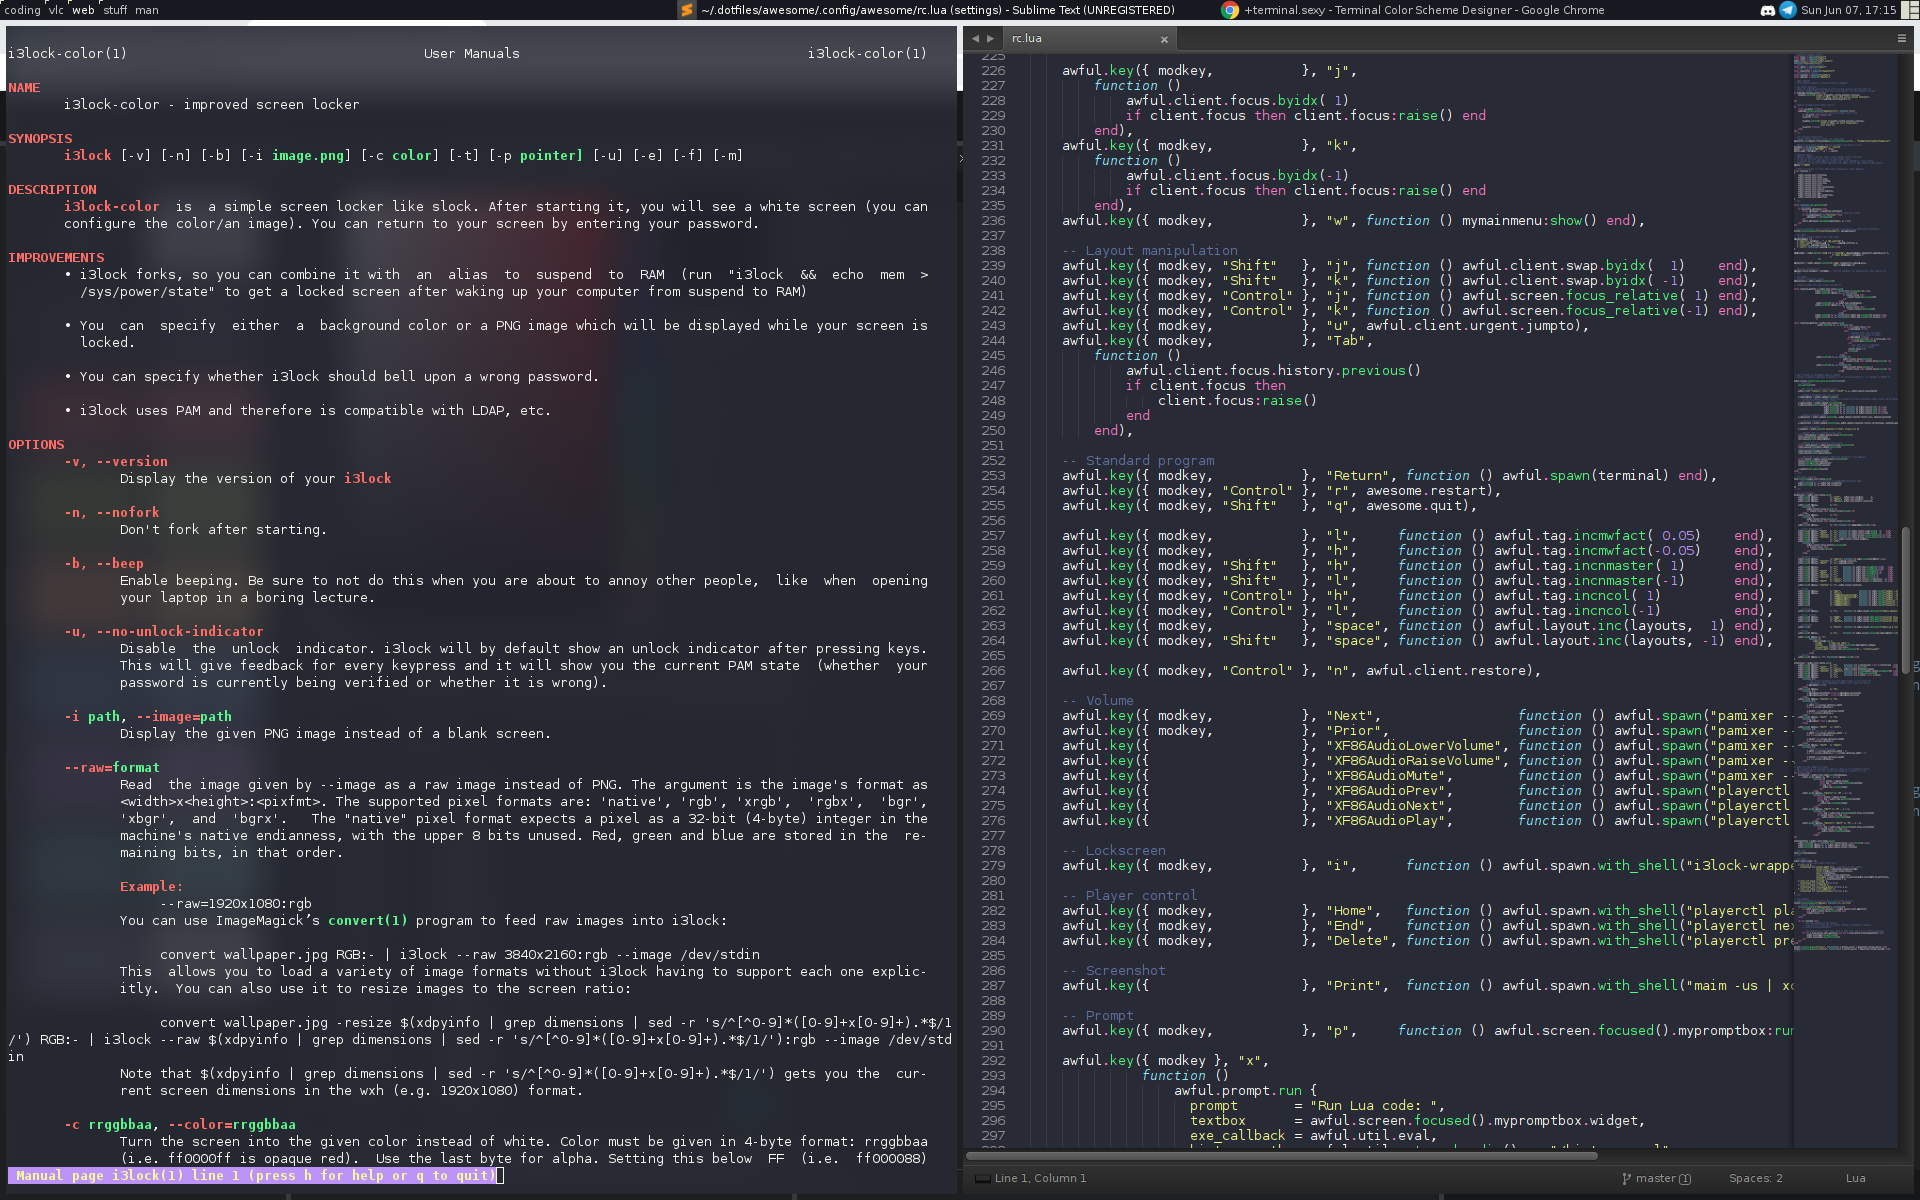 coding vlc web stuff man
~/.dotfiles/awesome/.config/awesome/rc.lua (settings) - Sublime Text (UNREGISTERED)
+terminal.sexy - Terminal Color Scheme Designer - Google Chrome
Sun Jun 07, 17:15
i3lock-color(1) User Manuals i3lock-color(1)
NAME
i3lock-color - improved screen locker
SYNOPSIS
i3lock [-v] [-n] [-b] [-i image.png] [-c color] [-t] [-p pointer] [-u] [-e] [-f] [-m]
DESCRIPTION
i3lock-color is a simple screen locker like slock. After starting it, you will see a white screen (you can
configure the color/an image). You can return to your screen by entering your password.
IMPROVEMENTS
• i3lock forks, so you can combine it with an alias to suspend to RAM (run "i3lock && echo mem >
/sys/power/state" to get a locked screen after waking up your computer from suspend to RAM)
• You can specify either a background color or a PNG image which will be displayed while your screen is
locked.
• You can specify whether i3lock should bell upon a wrong password.
• i3lock uses PAM and therefore is compatible with LDAP, etc.
OPTIONS
-v, --version
Display the version of your i3lock
-n, --nofork
Don't fork after starting.
-b, --beep
Enable beeping. Be sure to not do this when you are about to annoy other people, like when opening
your laptop in a boring lecture.
-u, --no-unlock-indicator
Disable the unlock indicator. i3lock will by default show an unlock indicator after pressing keys.
This will give feedback for every keypress and it will show you the current PAM state (whether your
password is currently being verified or whether it is wrong).
-i path, --image=path
Display the given PNG image instead of a blank screen.
--raw=format
Read the image given by --image as a raw image instead of PNG. The argument is the image's format as
<width>x<height>:<pixfmt>. The supported pixel formats are: 'native', 'rgb', 'xrgb', 'rgbx', 'bgr',
'xbgr', and 'bgrx'. The "native" pixel format expects a pixel as a 32-bit (4-byte) integer in the
machine's native endianness, with the upper 8 bits unused. Red, green and blue are stored in the re-
maining bits, in that order.
Example:
--raw=1920x1080:rgb
You can use ImageMagick’s convert(1) program to feed raw images into i3lock:
convert wallpaper.jpg RGB:- | i3lock --raw 3840x2160:rgb --image /dev/stdin
This allows you to load a variety of image formats without i3lock having to support each one explic-
itly. You can also use it to resize images to the screen ratio:
convert wallpaper.jpg -resize $(xdpyinfo | grep dimensions | sed -r 's/^[^0-9]*([0-9]+x[0-9]+).*$/1
/') RGB:- | i3lock --raw $(xdpyinfo | grep dimensions | sed -r 's/^[^0-9]*([0-9]+x[0-9]+).*$/1/'):rgb --image /dev/std
in
Note that $(xdpyinfo | grep dimensions | sed -r 's/^[^0-9]*([0-9]+x[0-9]+).*$/1/') gets you the cur-
rent screen dimensions in the wxh (e.g. 1920x1080) format.
-c rrggbbaa, --color=rrggbbaa
Turn the screen into the given color instead of white. Color must be given in 4-byte format: rrggbbaa
(i.e. ff0000ff is opaque red). Use the last byte for alpha. Setting this below FF (i.e. ff000088)
Manual page i3lock(1) line 1 (press h for help or q to quit)
rc.lua
225
226 awful.key({ modkey, }, "j",
227 function ()
228 awful.client.focus.byidx( 1)
229 if client.focus then client.focus:raise() end
230 end),
231 awful.key({ modkey, }, "k",
232 function ()
233 awful.client.focus.byidx(-1)
234 if client.focus then client.focus:raise() end
235 end),
236 awful.key({ modkey, }, "w", function () mymainmenu:show() end),
237
238 -- Layout manipulation
239 awful.key({ modkey, "Shift" }, "j", function () awful.client.swap.byidx( 1) end),
240 awful.key({ modkey, "Shift" }, "k", function () awful.client.swap.byidx( -1) end),
241 awful.key({ modkey, "Control" }, "j", function () awful.screen.focus_relative( 1) end),
242 awful.key({ modkey, "Control" }, "k", function () awful.screen.focus_relative(-1) end),
243 awful.key({ modkey, }, "u", awful.client.urgent.jumpto),
244 awful.key({ modkey, }, "Tab",
245 function ()
246 awful.client.focus.history.previous()
247 if client.focus then
248 client.focus:raise()
249 end
250 end),
251
252 -- Standard program
253 awful.key({ modkey, }, "Return", function () awful.spawn(terminal) end),
254 awful.key({ modkey, "Control" }, "r", awesome.restart),
255 awful.key({ modkey, "Shift" }, "q", awesome.quit),
256
257 awful.key({ modkey, }, "l", function () awful.tag.incmwfact( 0.05) end),
258 awful.key({ modkey, }, "h", function () awful.tag.incmwfact(-0.05) end),
259 awful.key({ modkey, "Shift" }, "h", function () awful.tag.incnmaster( 1) end),
260 awful.key({ modkey, "Shift" }, "l", function () awful.tag.incnmaster(-1) end),
261 awful.key({ modkey, "Control" }, "h", function () awful.tag.incncol( 1) end),
262 awful.key({ modkey, "Control" }, "l", function () awful.tag.incncol(-1) end),
263 awful.key({ modkey, }, "space", function () awful.layout.inc(layouts, 1) end),
264 awful.key({ modkey, "Shift" }, "space", function () awful.layout.inc(layouts, -1) end),
265
266 awful.key({ modkey, "Control" }, "n", awful.client.restore),
267
268 -- Volume
269 awful.key({ modkey, }, "Next", function () awful.spawn("pamixer --
270 awful.key({ modkey, }, "Prior", function () awful.spawn("pamixer --
271 awful.key({ }, "XF86AudioLowerVolume", function () awful.spawn("pamixer --
272 awful.key({ }, "XF86AudioRaiseVolume", function () awful.spawn("pamixer --
273 awful.key({ }, "XF86AudioMute", function () awful.spawn("pamixer --
274 awful.key({ }, "XF86AudioPrev", function () awful.spawn("playerctl
275 awful.key({ }, "XF86AudioNext", function () awful.spawn("playerctl
276 awful.key({ }, "XF86AudioPlay", function () awful.spawn("playerctl
277
278 -- Lockscreen
279 awful.key({ modkey, }, "i", function () awful.spawn.with_shell("i3lock-wrappe
280
281 -- Player control
282 awful.key({ modkey, }, "Home", function () awful.spawn.with_shell("playerctl pla
283 awful.key({ modkey, }, "End", function () awful.spawn.with_shell("playerctl nex
284 awful.key({ modkey, }, "Delete", function () awful.spawn.with_shell("playerctl pre
285
286 -- Screenshot
287 awful.key({ }, "Print", function () awful.spawn.with_shell("maim -us | xc
288
289 -- Prompt
290 awful.key({ modkey, }, "p", function () awful.screen.focused().mypromptbox:run
291
292 awful.key({ modkey }, "x",
293 function ()
294 awful.prompt.run {
295 prompt = "Run Lua code: ",
296 textbox = awful.screen.focused().mypromptbox.widget,
297 exe_callback = awful.util.eval,
Line 1, Column 1 master 1 Spaces: 2 Lua